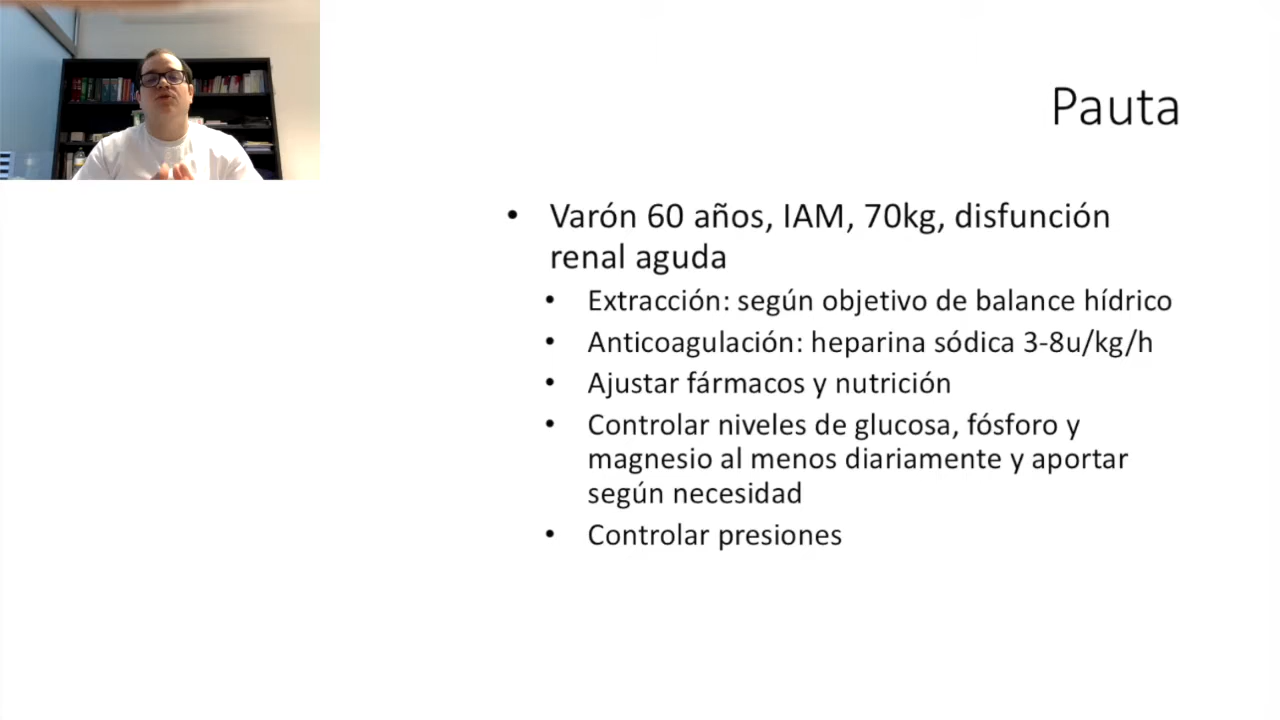 Pauta
• Varón 60 años, IAM, 70kg, disfunción
renal aguda
• Extracción: según objetivo de balance hídrico
• Anticoagulación: heparina sódica 3-8u/kg/h
• Ajustar fármacos y nutrición
• Controlar niveles de glucosa, fósforo y
magnesio al menos diariamente y aportar
según necesidad
• Controlar presiones